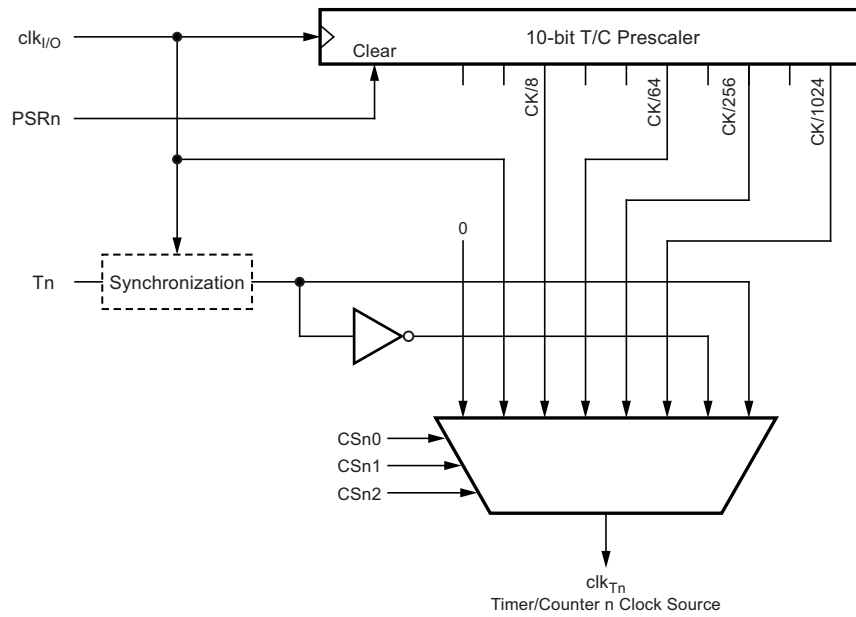 clkI/O
10-bit T/C Prescaler
Clear
PSRn
CK/8
CK/64
CK/256
CK/1024
0
Tn
Synchronization
CSn0
CSn1
CSn2
clkTn
Timer/Counter n Clock Source